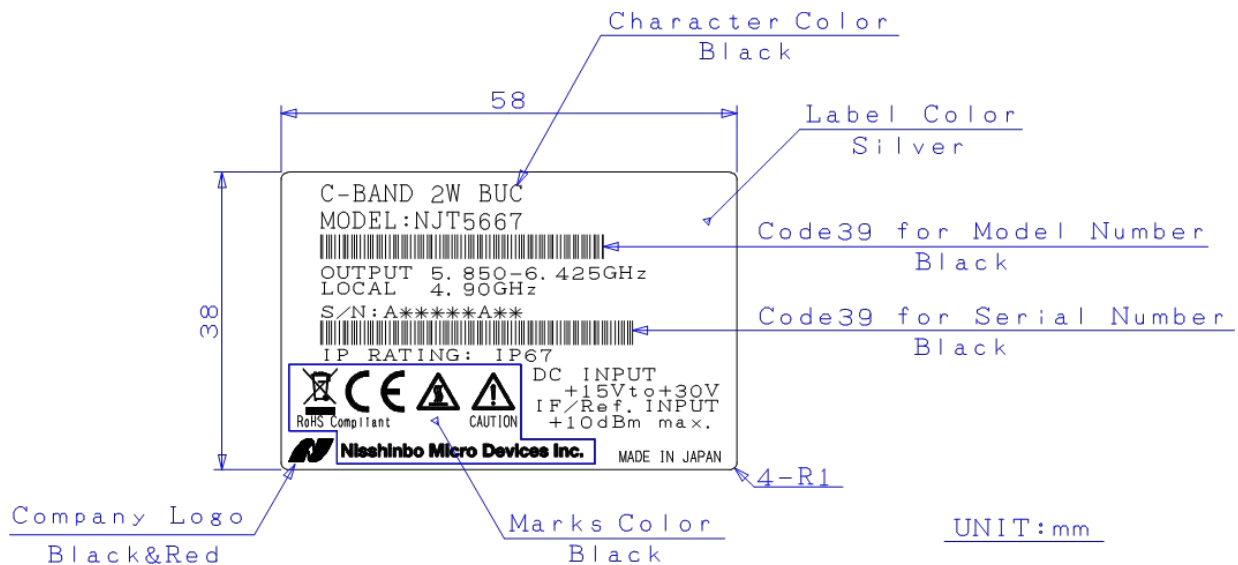 Character Color
Black
58
Label Color
Silver
C-BAND 2W BUC
MODEL:NJT5667
Code39 for Model Number
Black
OUTPUT 5.850-6.425GHz
LOCAL 4.90GHz
38
S/N:A*****A**
Code39 for Serial Number
Black
IP RATING: IP67
DC INPUT
+15Vto+30V
IF/Ref.INPUT
+10dBm max.
RoHS Compliant
CAUTION
Nisshinbo Micro Devices Inc.
MADE IN JAPAN
4-R1
Company Logo
Black&Red
Marks Color
Black
UNIT:mm